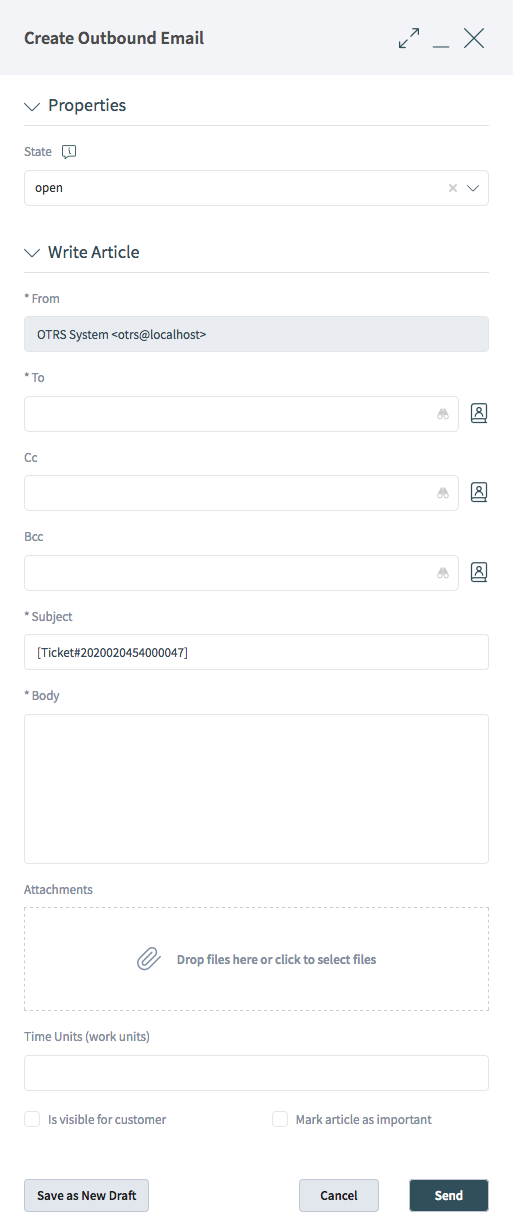 Create Outbound Email
Properties
State
open
Write Article
* From
OTRS System <otrs@localhost>
* To
Cc
Bcc
* Subject
[Ticket#2020020454000047]
* Body
Attachments
Drop files here or click to select files
Time Units (work units)
Is visible for customer Mark article as important
Save as New Draft Cancel Send